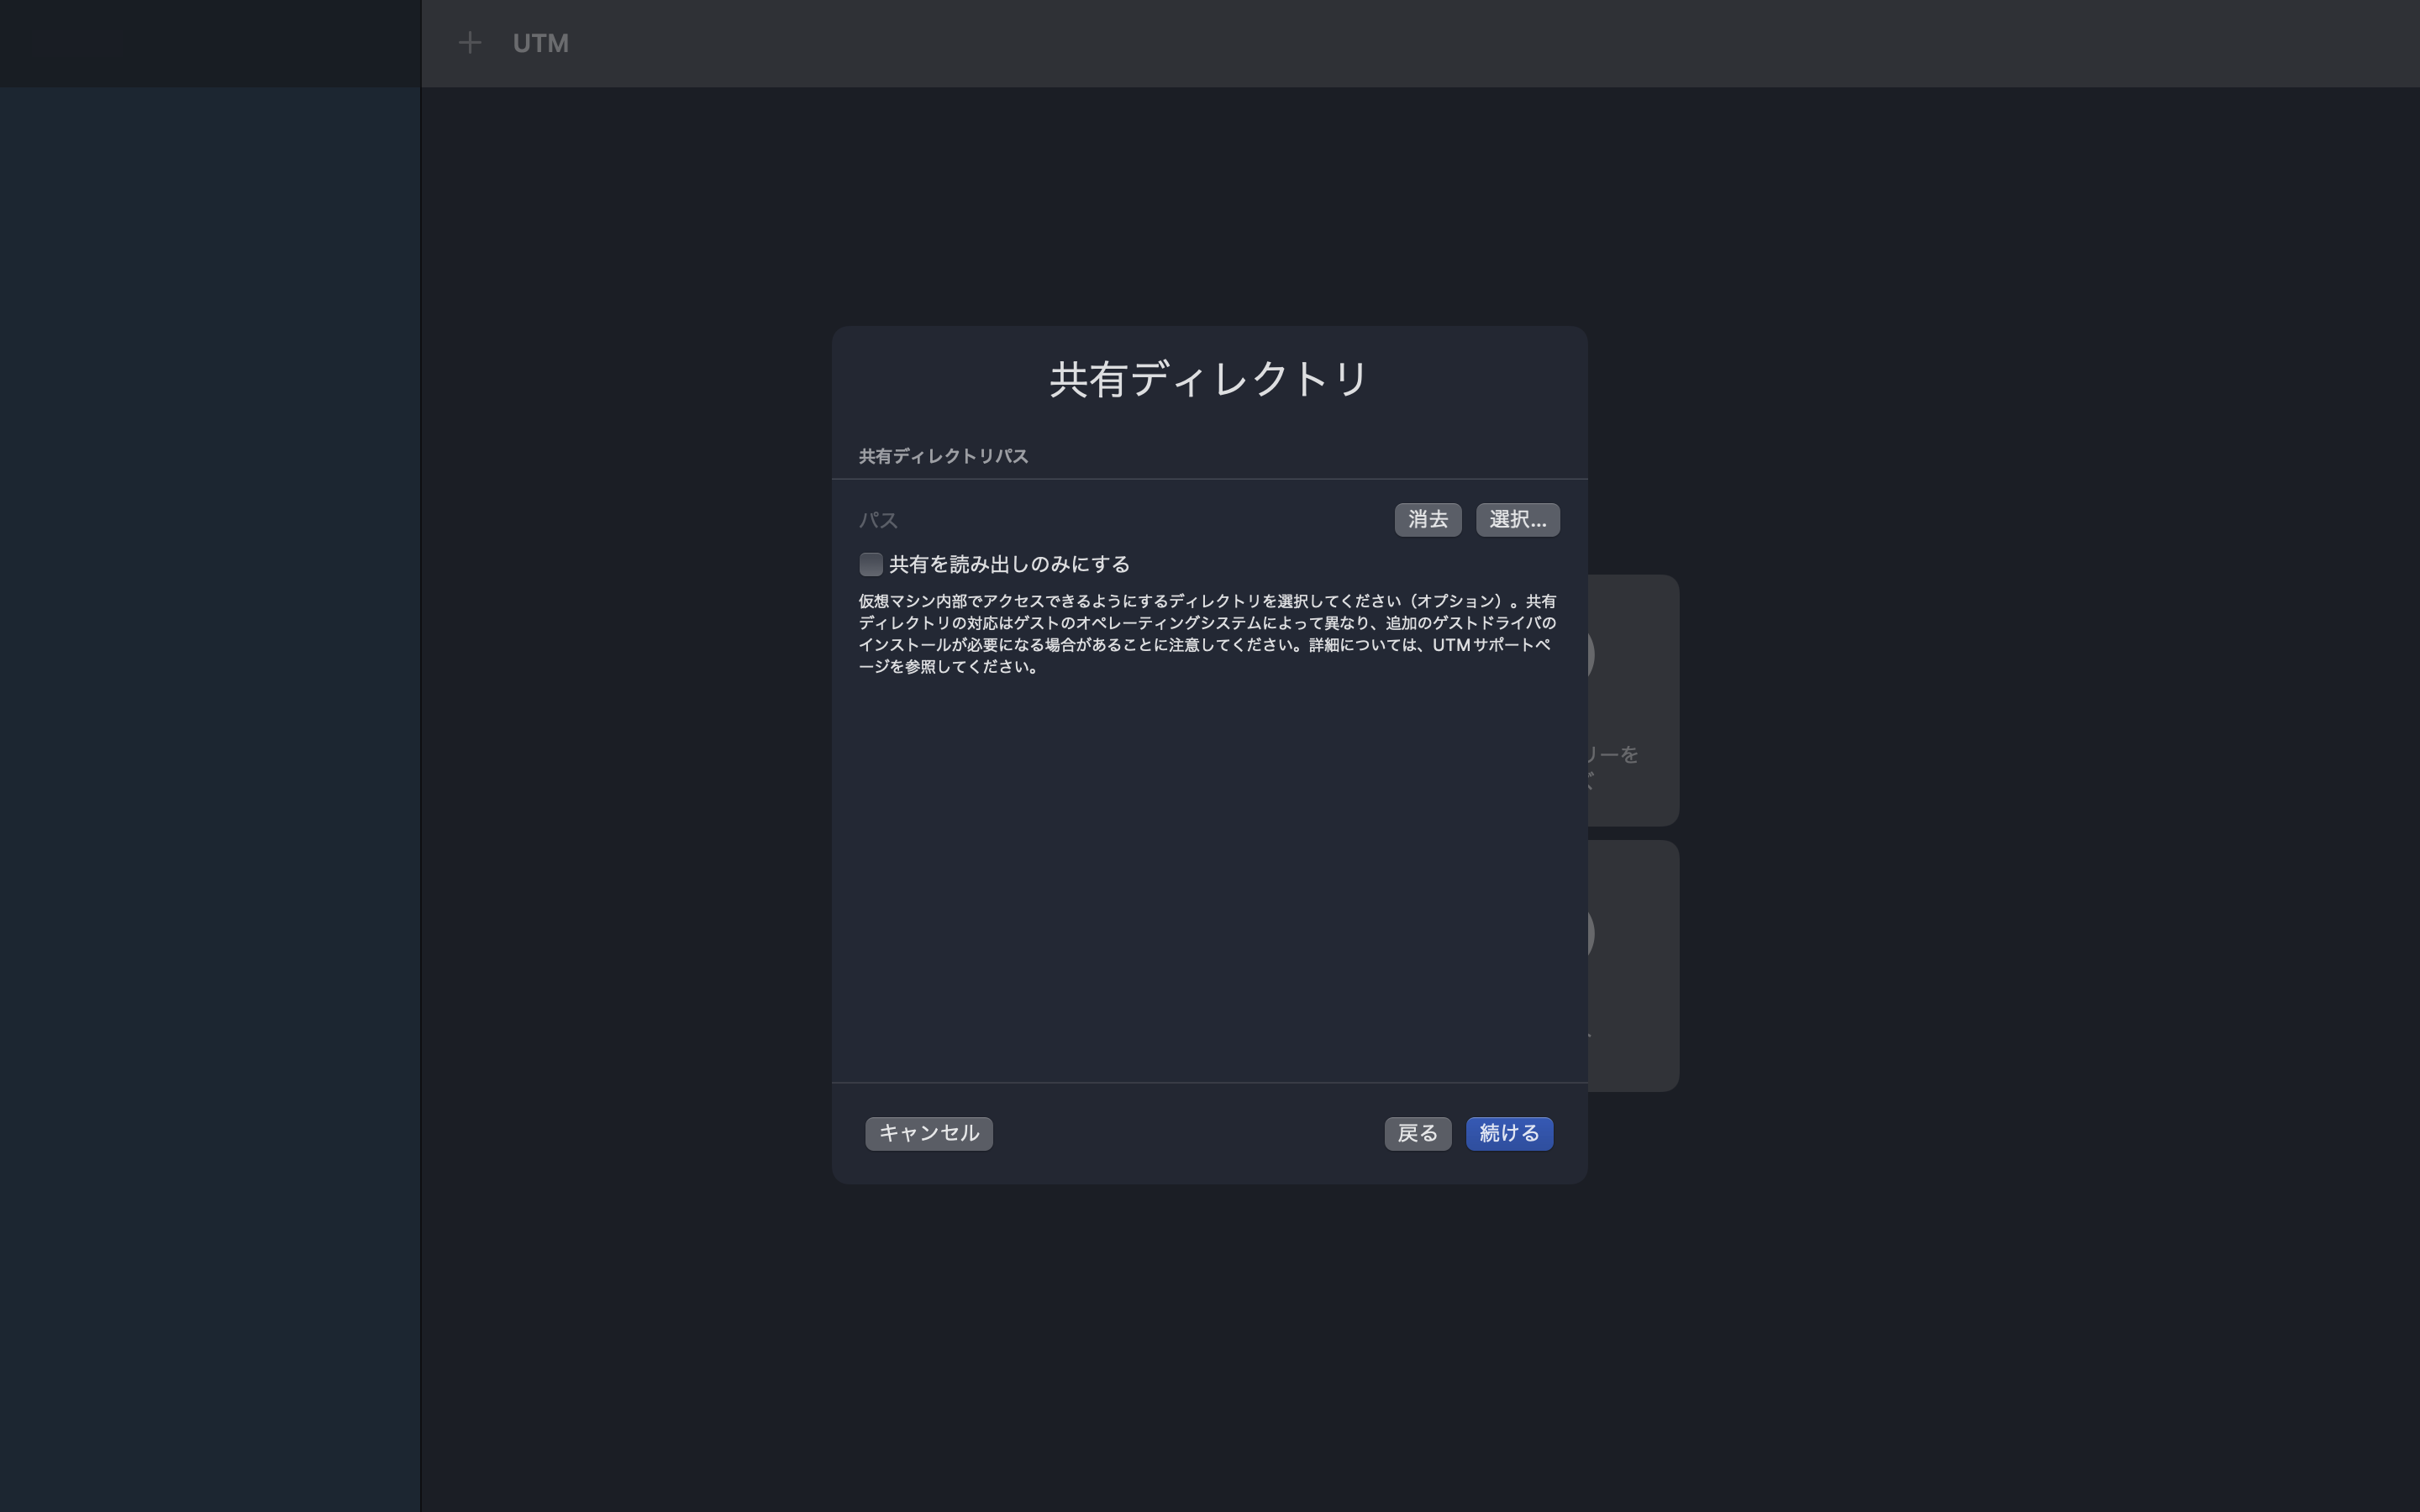 UTM
共有ディレクトリ
共有ディレクトリパス
パス
消去
選択...
共有を読み出しのみにする
仮想マシン内部でアクセスできるようにするディレクトリを選択してください（オプション）。共有
ディレクトリの対応はゲストのオペレーティングシステムによって異なり、追加のゲストドライバの
インストールが必要になる場合があることに注意してください。詳細については、UTMサポートペ
ージを参照してください。
リーを
キャンセル
戻る
続ける